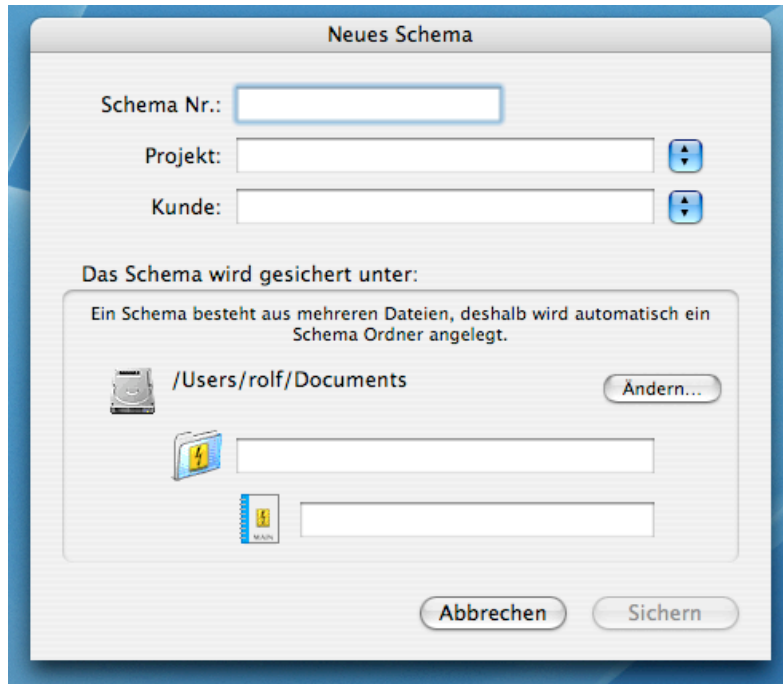 Neues Schema
Schema Nr.:
Projekt:
Kunde:
Das Schema wird gesichert unter:
Ein Schema besteht aus mehreren Dateien, deshalb wird automatisch ein
Schema Ordner angelegt.
/Users/rolf/Documents
Ändern...
MAIN
Abbrechen
Sichern